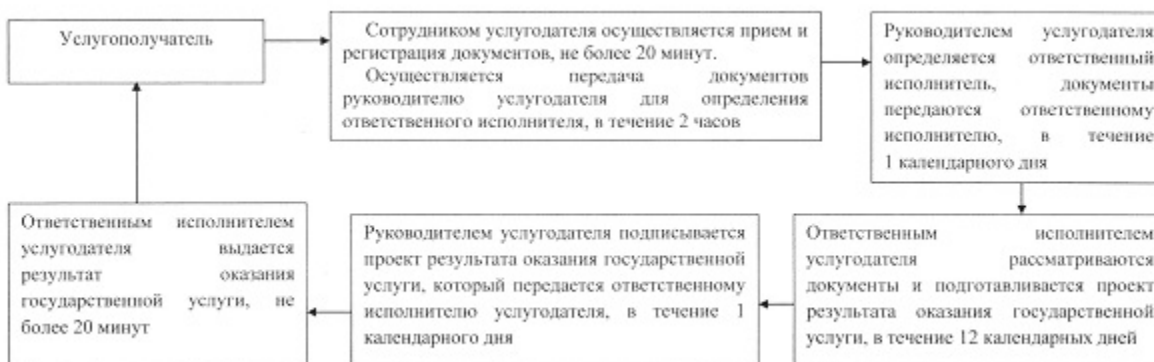 Услугополучатель
Сотрудником услугодателя осуществляется прием и
регистрация документов, не более 20 минут.
Осуществляется передача документов
руководителю услугодателя для определения
ответственного исполнителя, в течение 2 часов
Руководителем услугодателя
определяется ответственный
исполнитель, документы
передаются ответственному
исполнителю, в течение
1 календарного дня
Ответственным исполнителем
услугодателя рассматриваются
документы и подготавливается проект
результата оказания государственной
услуги, в течение 12 календарных дней
Руководителем услугодателя подписывается
проект результата оказания государственной
услуги, который передается ответственному
исполнителю услугодателя, в течение 1
календарного дня
Ответственным исполнителем
услугодателя выдается
результат оказания
государственной услуги, не
более 20 минут